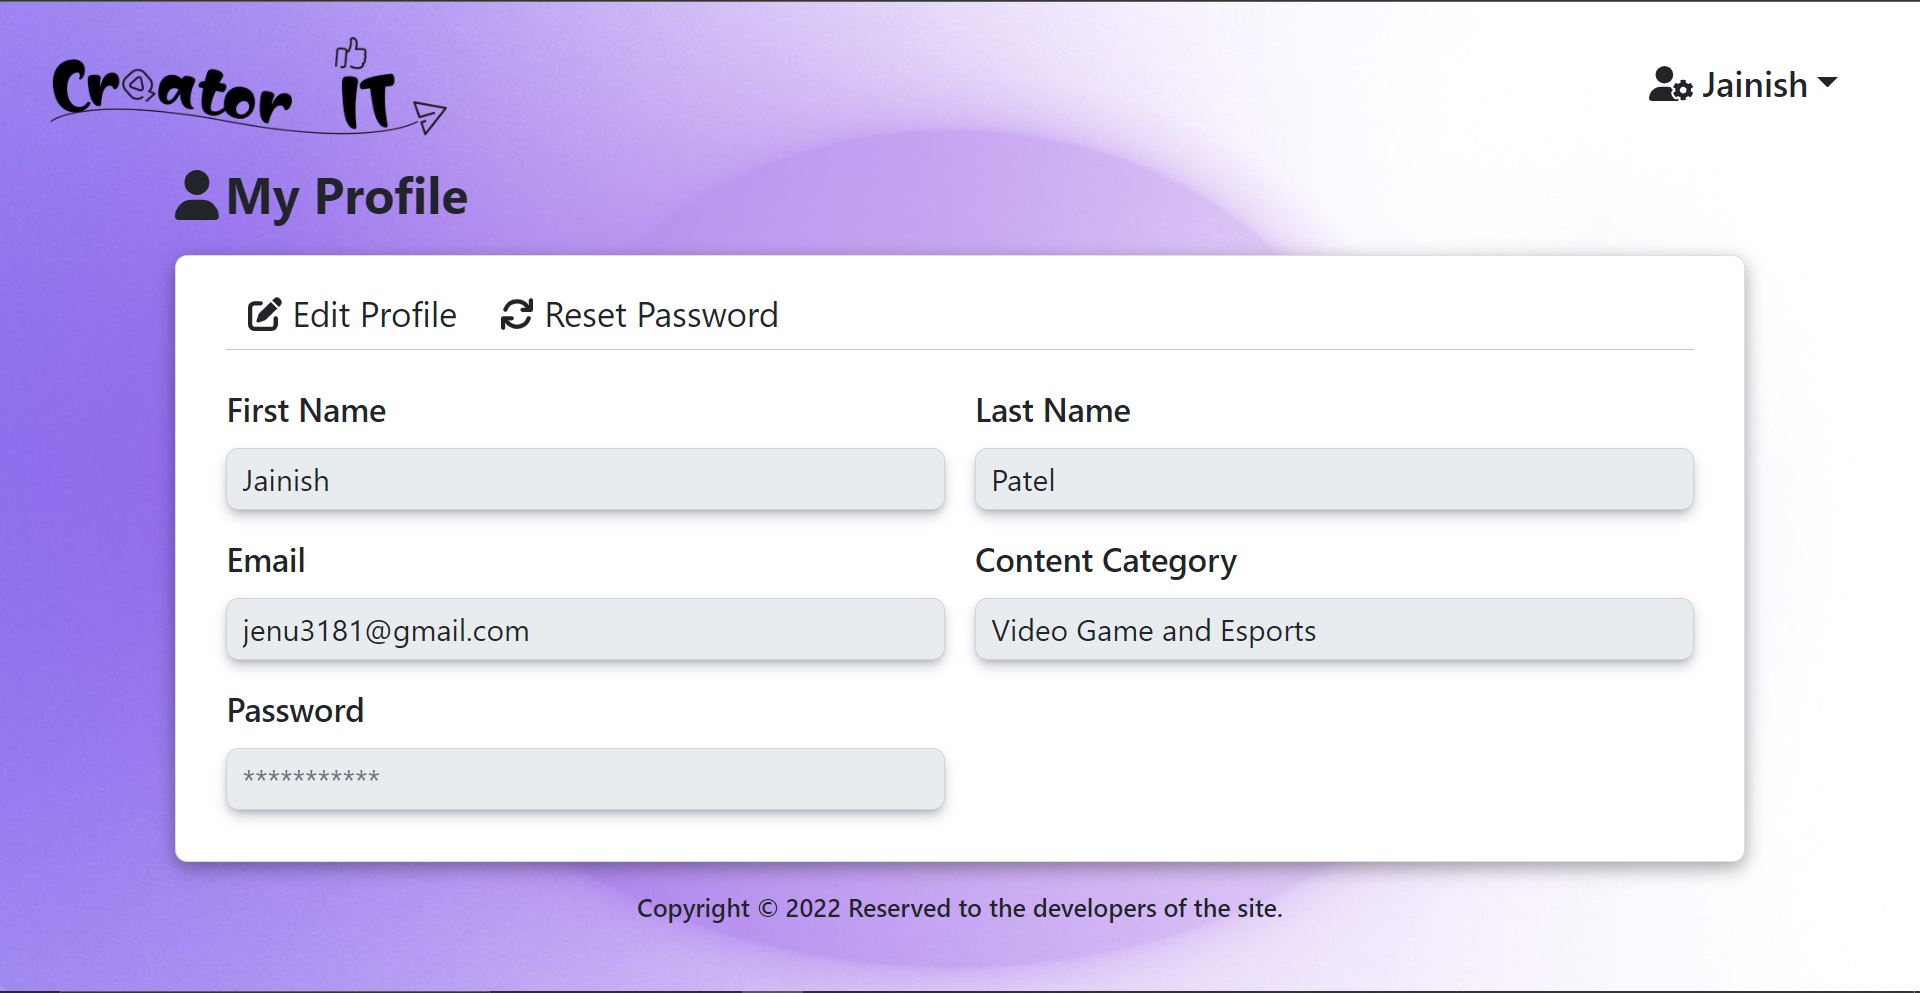 Creator IT
Jainish
My Profile
Edit Profile Reset Password
First Name Last Name
Jainish Patel
Email Content Category
jenu3181@gmail.com Video Game and Esports
Password
***********
Copyright © 2022 Reserved to the developers of the site.